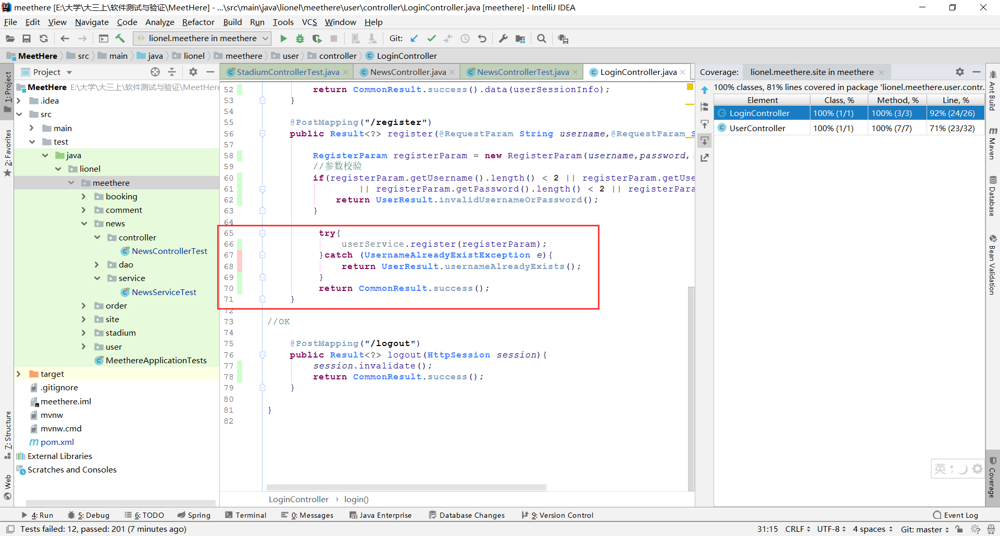 meethere [E:\大学\大三上\软件测试与验证\MeetHere] - ...\src\main\java\lionel\meethere\user\controller\LoginController.java [meethere] - IntelliJ IDEA
File Edit View Navigate Code Analyze Refactor Build Run Tools VCS Window Help
lionel.meethere in meethere Git:
MeetHere src main java lionel meethere user controller LoginController
Project
StadiumControllerTest.java NewsController.java NewsControllerTest.java LoginController.java
Coverage: lionel.meethere.site in meethere
1: Project
2: Favorites
7: Structure
Web
MeetHere E:\大学\大三上\软件测试与验证\MeetHere
.idea
src
main
test
java
lionel
meethere
booking
comment
news
controller
NewsControllerTest
dao
service
NewsServiceTest
order
site
stadium
user
MeethereApplicationTests
target
.gitignore
meethere.iml
mvnw
mvnw.cmd
pom.xml
External Libraries
Scratches and Consoles
52 return CommonResult.success().data(userSessionInfo);
53 }
54
55 @PostMapping("/register")
56 public Result<?> register(@RequestParam String username,@RequestParam S
57
58 RegisterParam registerParam = new RegisterParam(username,password,
59 //参数校验
60 if(registerParam.getUsername().length() < 2 || registerParam.getUse
61 || registerParam.getPassword().length() < 2 || registerPara
62 return UserResult.invalidUsernameOrPassword();
63 }
64
65 try{
66 userService.register(registerParam);
67 }catch (UsernameAlreadyExistException e){
68 return UserResult.usernameAlreadyExists();
69 }
70 return CommonResult.success();
71 }
72
73 //OK
74
75 @PostMapping("/logout")
76 public Result<?> logout(HttpSession session){
77 session.invalidate();
78 return CommonResult.success();
79 }
80
81 }
82
LoginController › login()
100% classes, 81% lines covered in package 'lionel.meethere.user.contr.
Element Class, % Method, % Line, %
LoginController 100% (1/1) 100% (3/3) 92% (24/26)
UserController 100% (1/1) 100% (7/7) 71% (23/32)
Ant Build
Maven
Database
Bean Validation
Coverage
英 ;
4: Run 5: Debug 6: TODO Spring Terminal 0: Messages Java Enterprise Database Changes 9: Version Control Event Log
Tests failed: 12, passed: 201 (7 minutes ago) 31:15 CRLF UTF-8 4 spaces Git: master